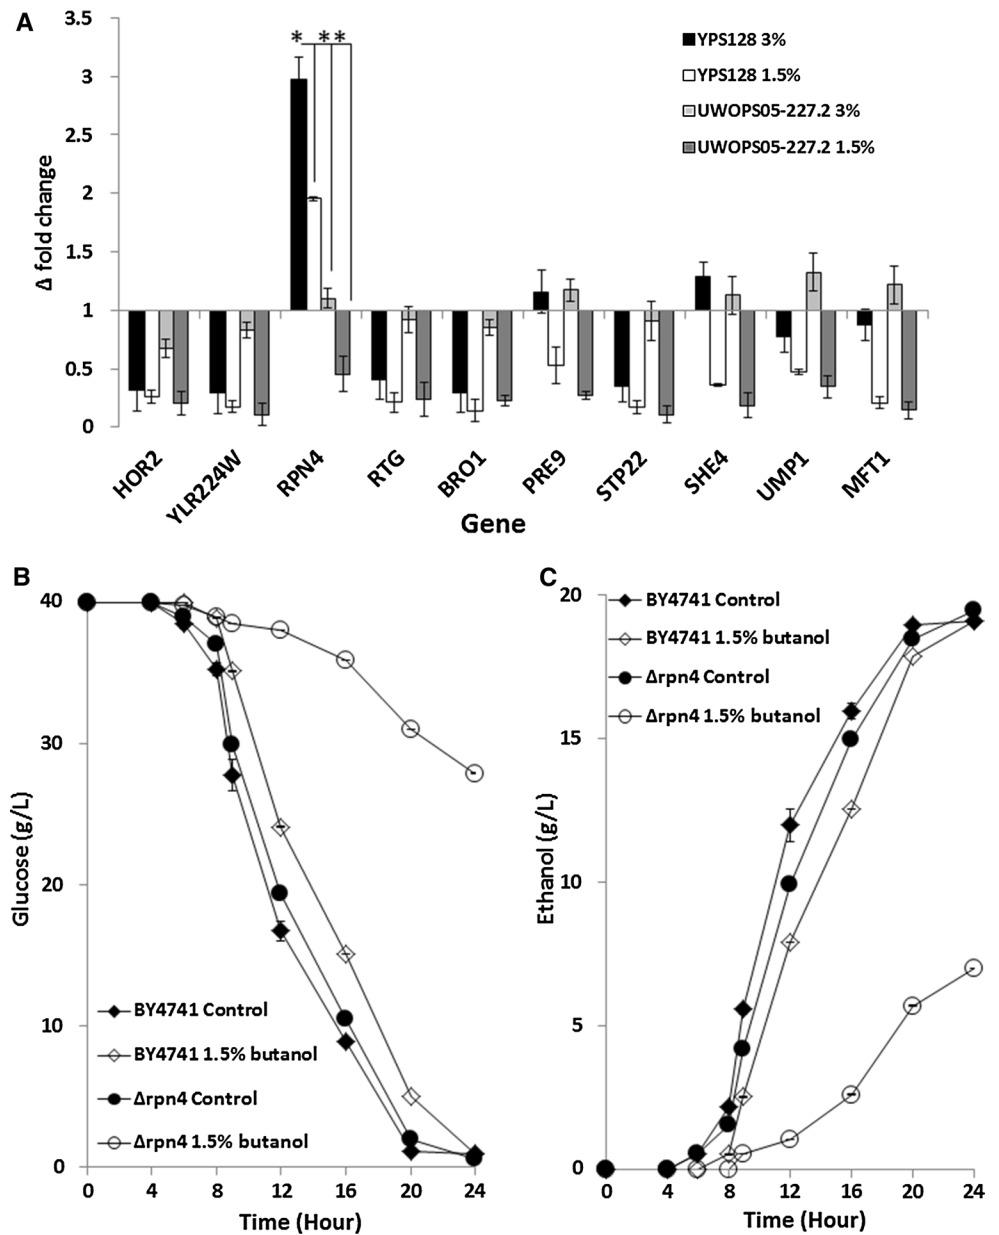 A
3.5
3
2.5
2
1.5
1
0.5
0
Δ fold change
* **
YPS128 3%
YPS128 1.5%
UWOPS05-227.2 3%
UWOPS05-227.2 1.5%
HOR2
YLR224W
RPN4
RTG
BRO1
PRE9
STP22
SHE4
UMP1
MFT1
Gene
B
40
30
20
10
0
Glucose (g/L)
BY4741 Control
BY4741 1.5% butanol
Δrpn4 Control
Δrpn4 1.5% butanol
0 4 8 12 16 20 24
Time (Hour)
C
20
15
10
5
0
Ethanol (g/L)
BY4741 Control
BY4741 1.5% butanol
Δrpn4 Control
Δrpn4 1.5% butanol
0 4 8 12 16 20 24
Time (Hour)